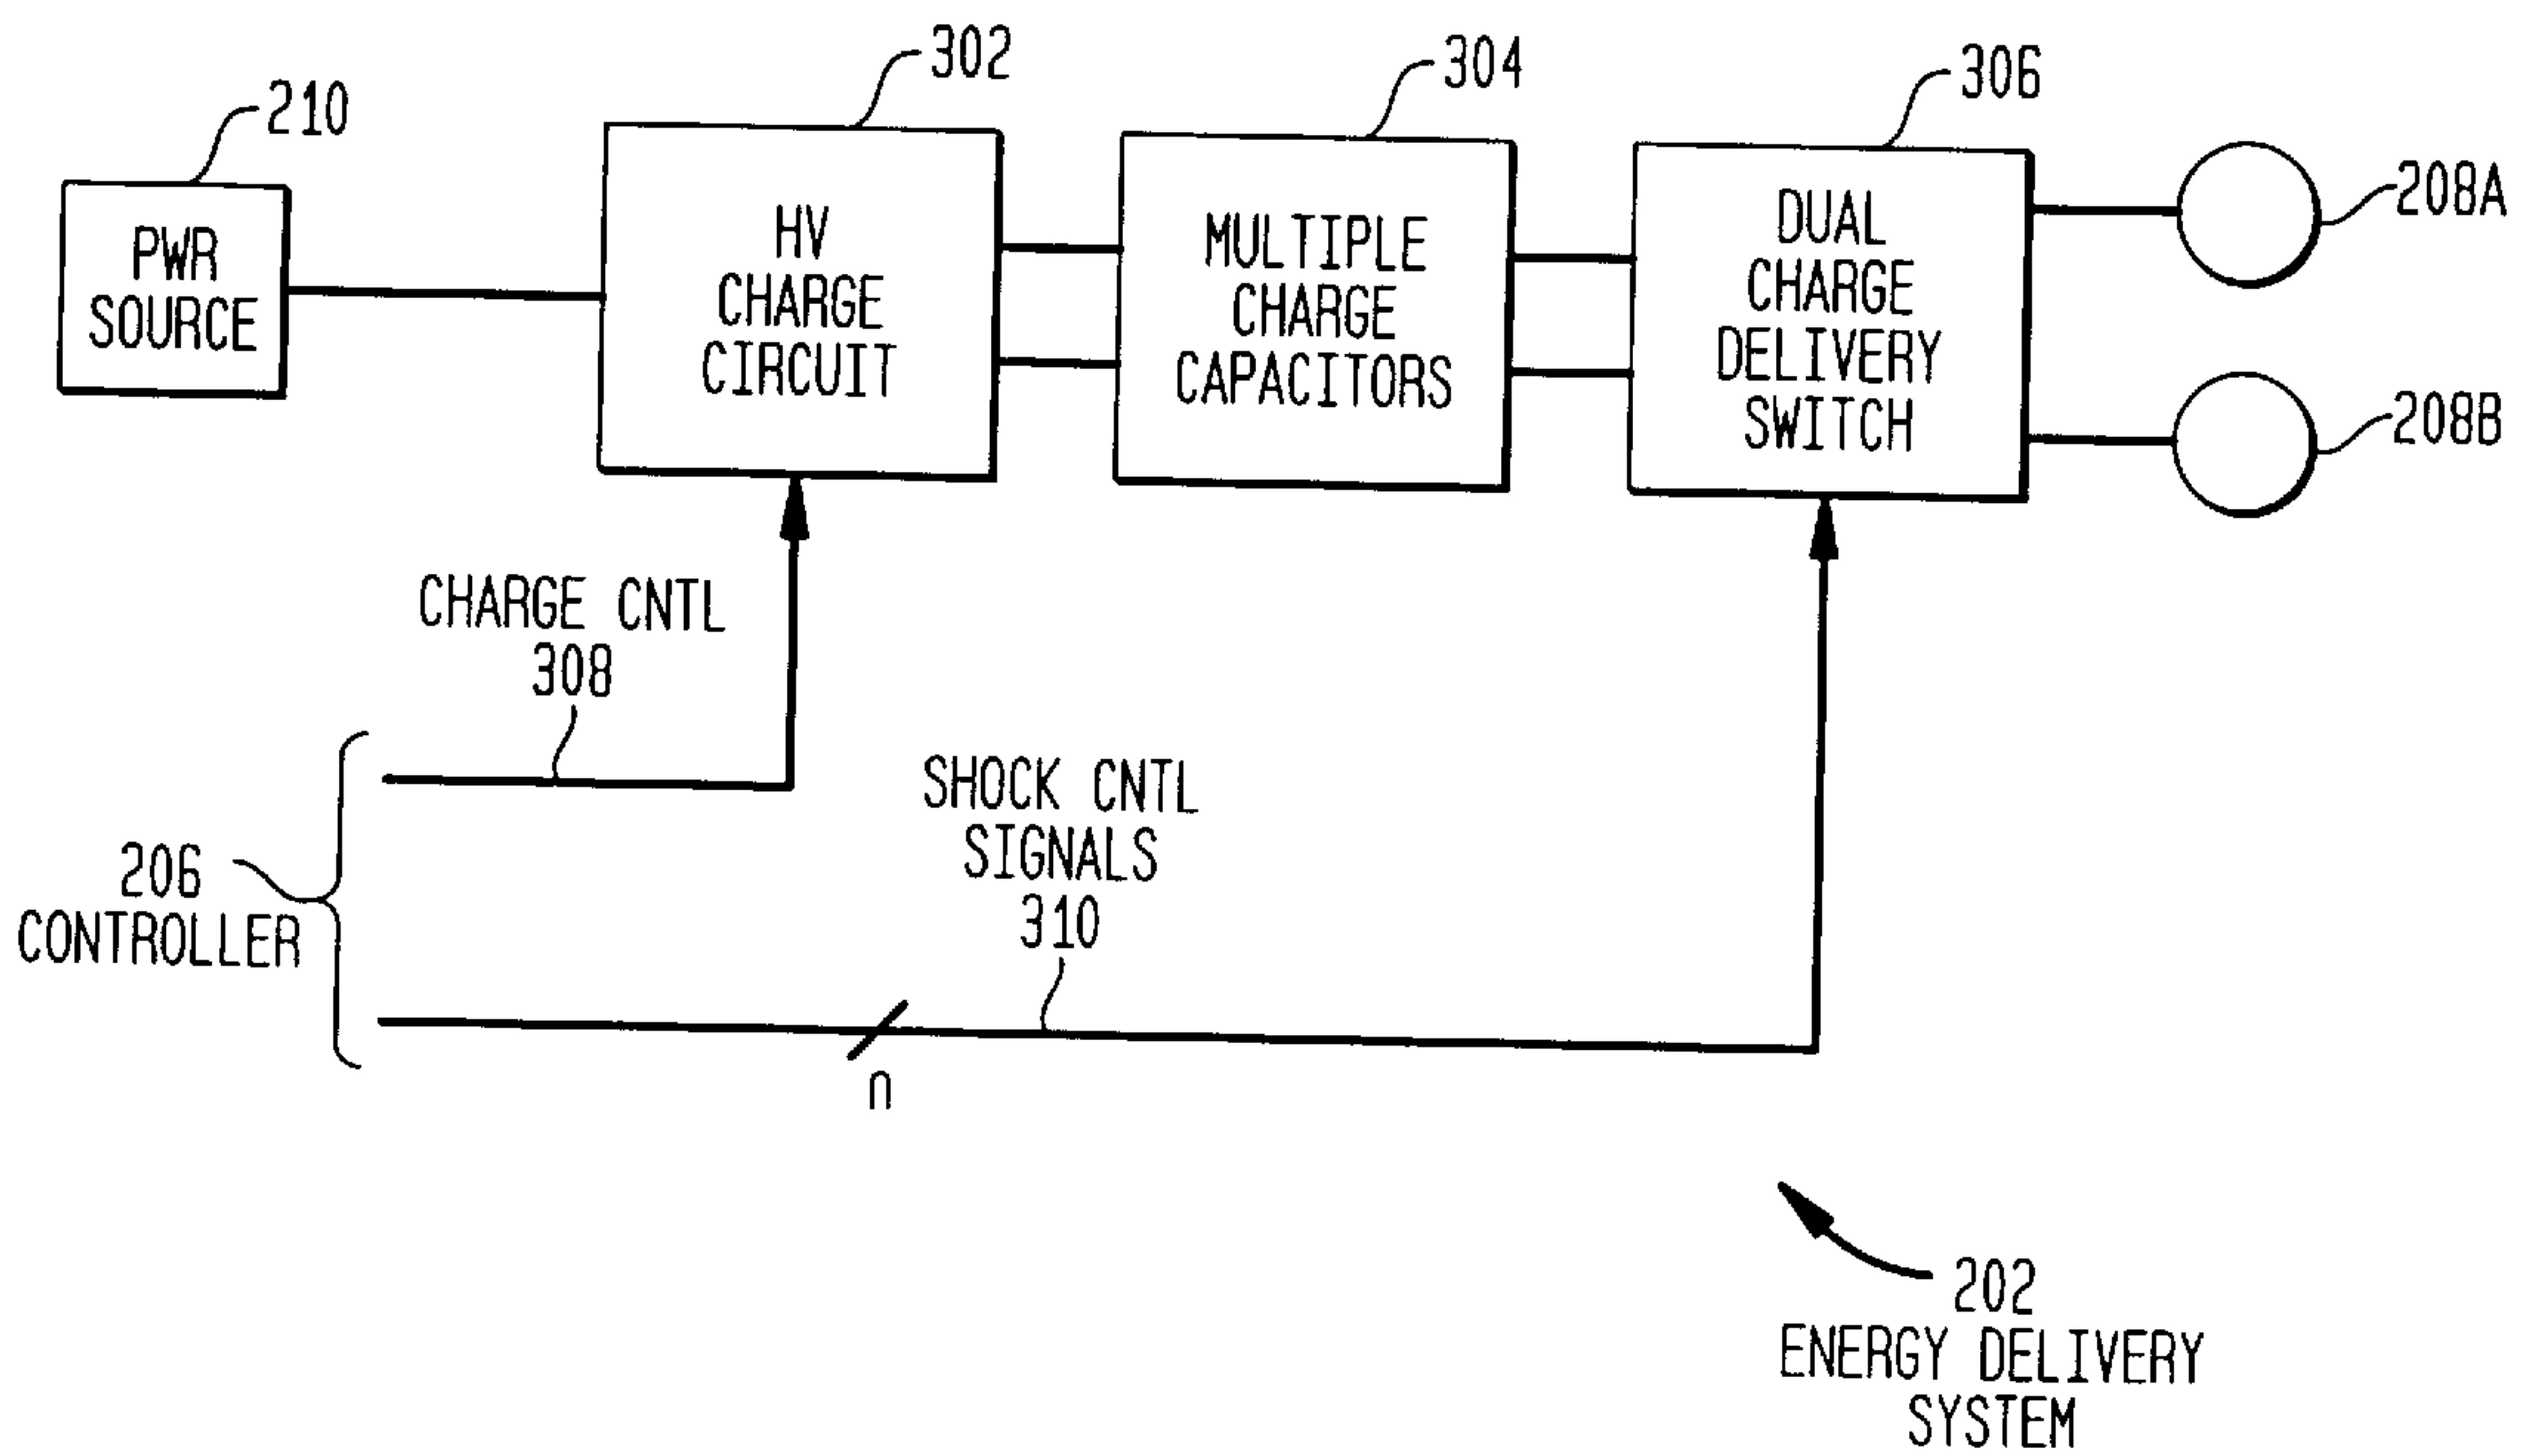 302
304
306
210
208A
PWR
SOURCE
HV
CHARGE
CIRCUIT
MULTIPLE
CHARGE
CAPACITORS
DUAL
CHARGE
DELIVERY
SWITCH
208B
CHARGE CNTL
308
SHOCK CNTL
SIGNALS
310
206
CONTROLLER
n
202
ENERGY DELIVERY
SYSTEM